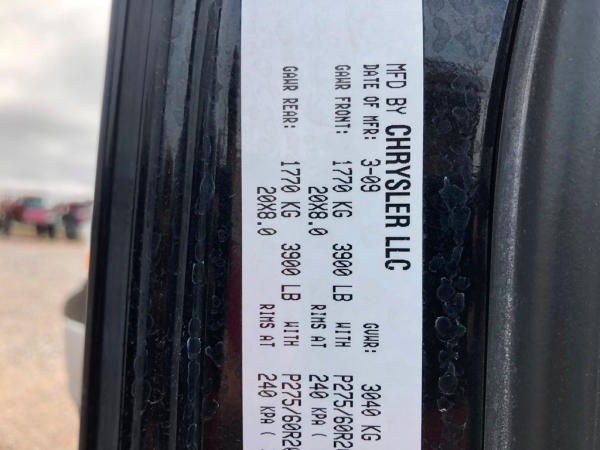 MFD BY CHRYSLER LLC
DATE OF MFR: 3-09 GVWR: 3040 KG
GAWR FRONT: 1770 KG 3900 LB WITH P275/60R20
20X8.0 RIMS AT 240 KPA (
GAWR REAR: 1770 KG 3900 LB WITH P275/60R20
20X8.0 RIMS AT 240 KPA (